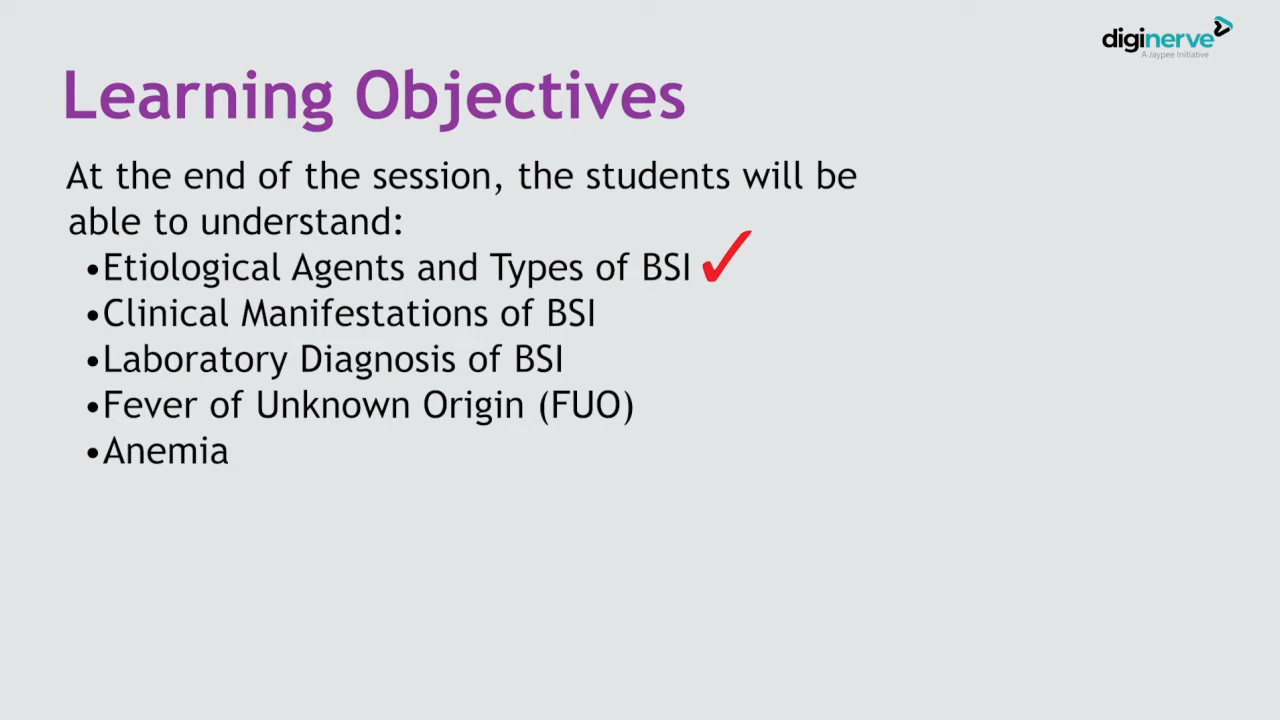 diginerve
A Jaypee Initiative
Learning Objectives
At the end of the session, the students will be
able to understand:
•Etiological Agents and Types of BSI ✓
•Clinical Manifestations of BSI
•Laboratory Diagnosis of BSI
•Fever of Unknown Origin (FUO)
•Anemia